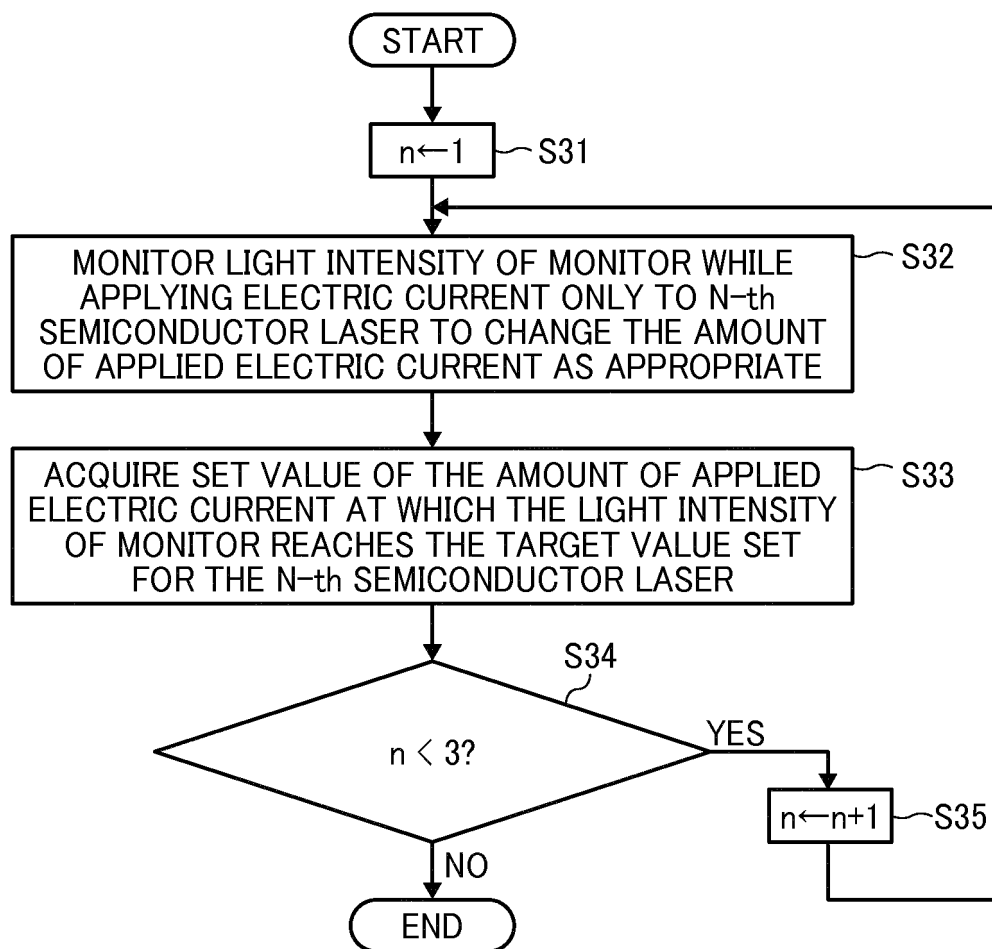 START
n←1
S31
MONITOR LIGHT INTENSITY OF MONITOR WHILE
APPLYING ELECTRIC CURRENT ONLY TO N-th
SEMICONDUCTOR LASER TO CHANGE THE AMOUNT
OF APPLIED ELECTRIC CURRENT AS APPROPRIATE
S32
ACQUIRE SET VALUE OF THE AMOUNT OF APPLIED
ELECTRIC CURRENT AT WHICH THE LIGHT INTENSITY
OF MONITOR REACHES THE TARGET VALUE SET
FOR THE N-th SEMICONDUCTOR LASER
S33
S34
n < 3?
YES
n←n+1
S35
NO
END